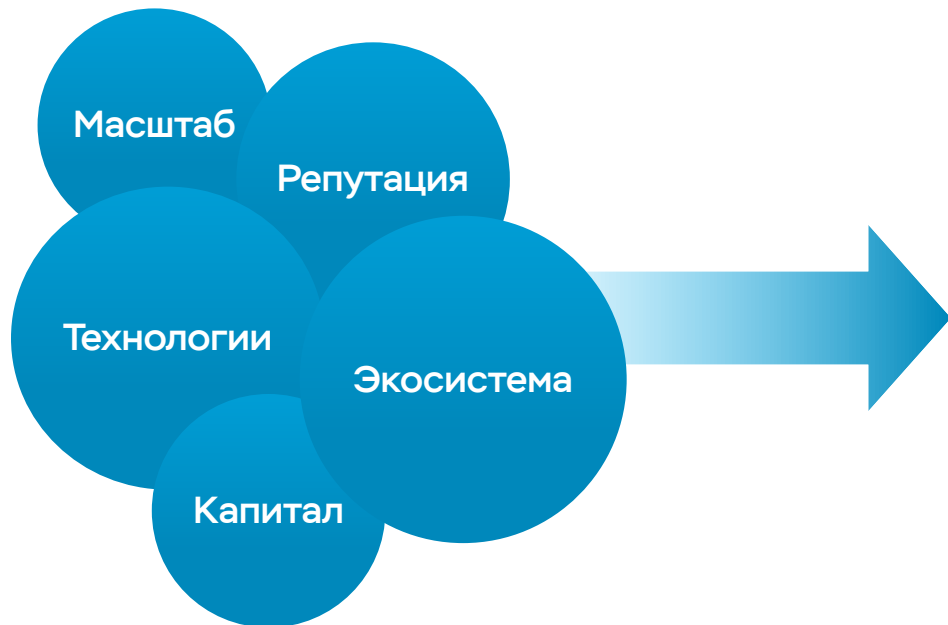 Масштаб
Репутация
Технологии
Экосистема
Капитал